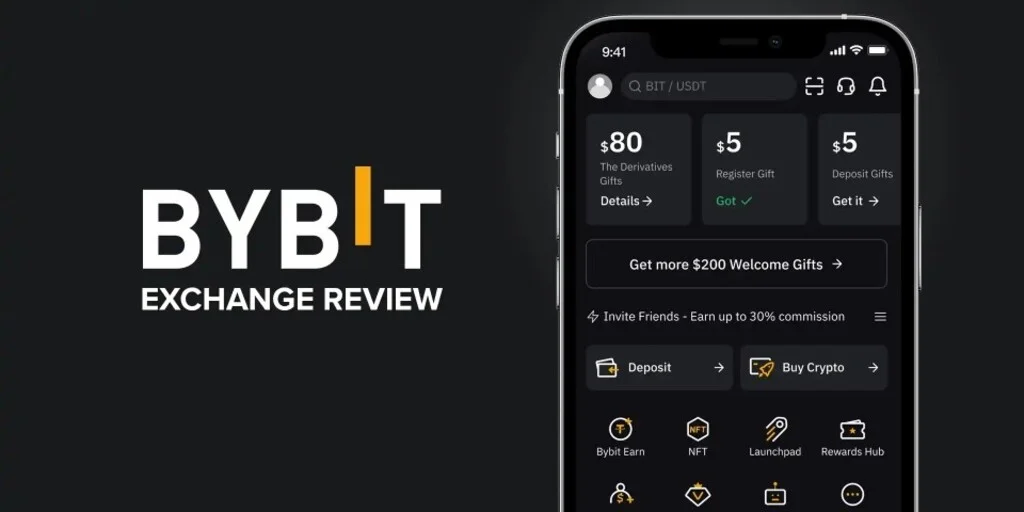 BYBIT
EXCHANGE REVIEW
9:41
BIT / USDT
$80
The Derivatives
Gifts
Details
$5
Register Gift
Got
$5
Deposit Gifts
Get it
Get more $200 Welcome Gifts
Invite Friends - Earn up to 30% commission
Deposit
Buy Crypto
Bybit Earn
NFT
NFT
Launchpad
Rewards Hub